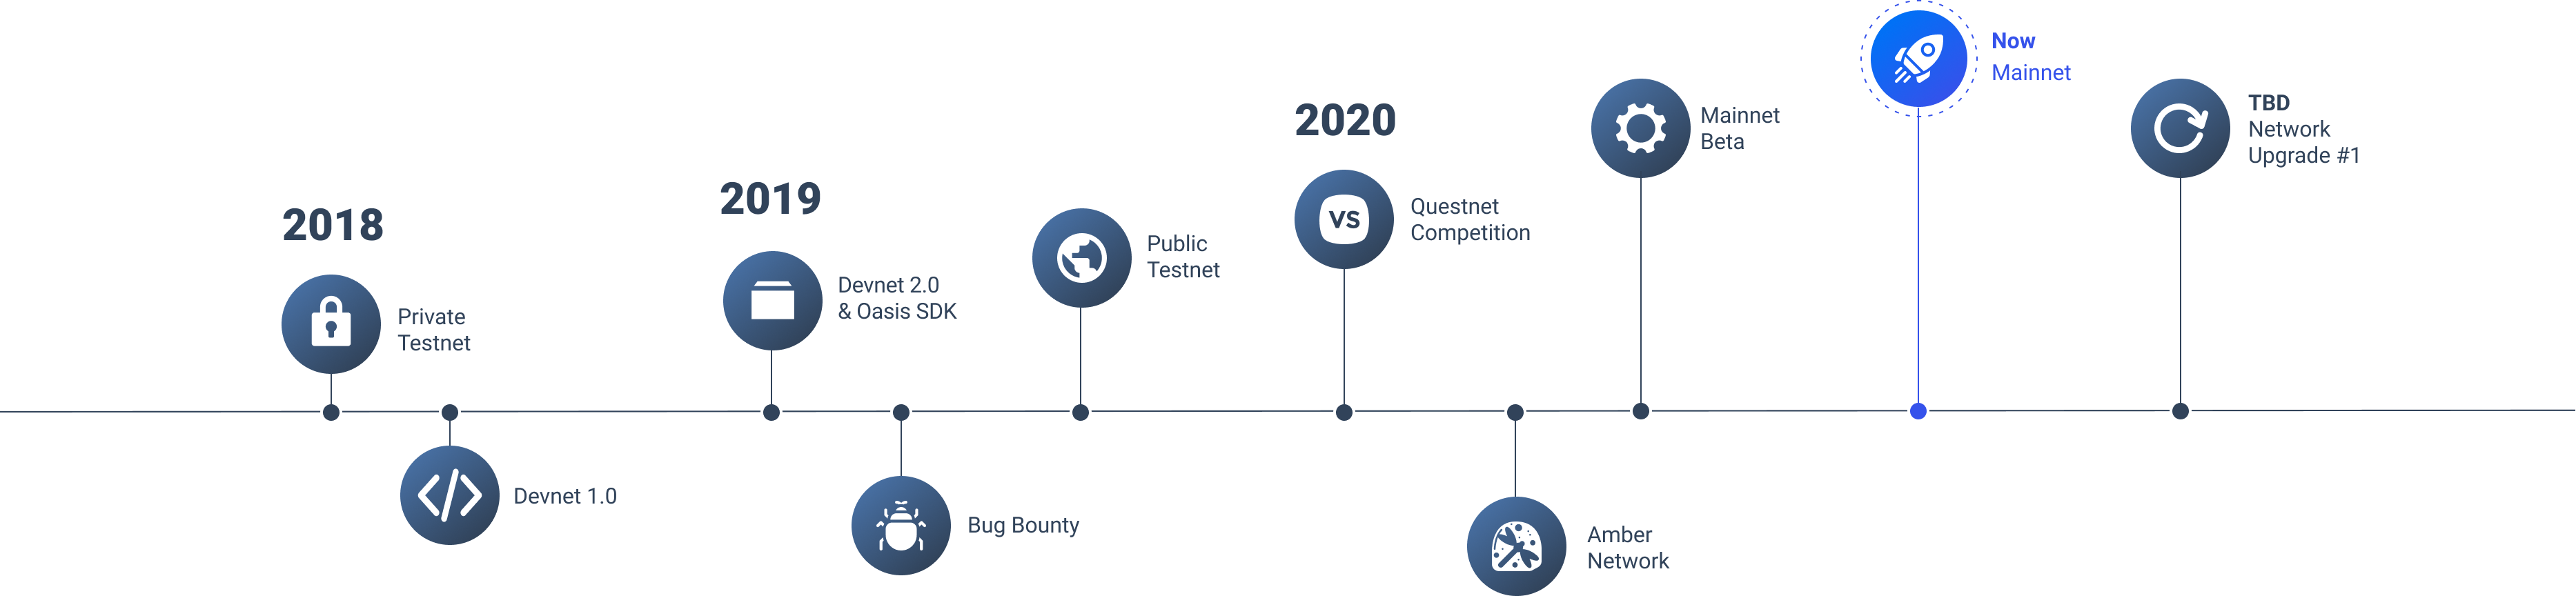 2018
Private
Testnet
Devnet 1.0
2019
Devnet 2.0
& Oasis SDK
Bug Bounty
Public
Testnet
2020
VS
Questnet
Competition
Amber
Network
Mainnet
Beta
Now
Mainnet
TBD
Network
Upgrade #1